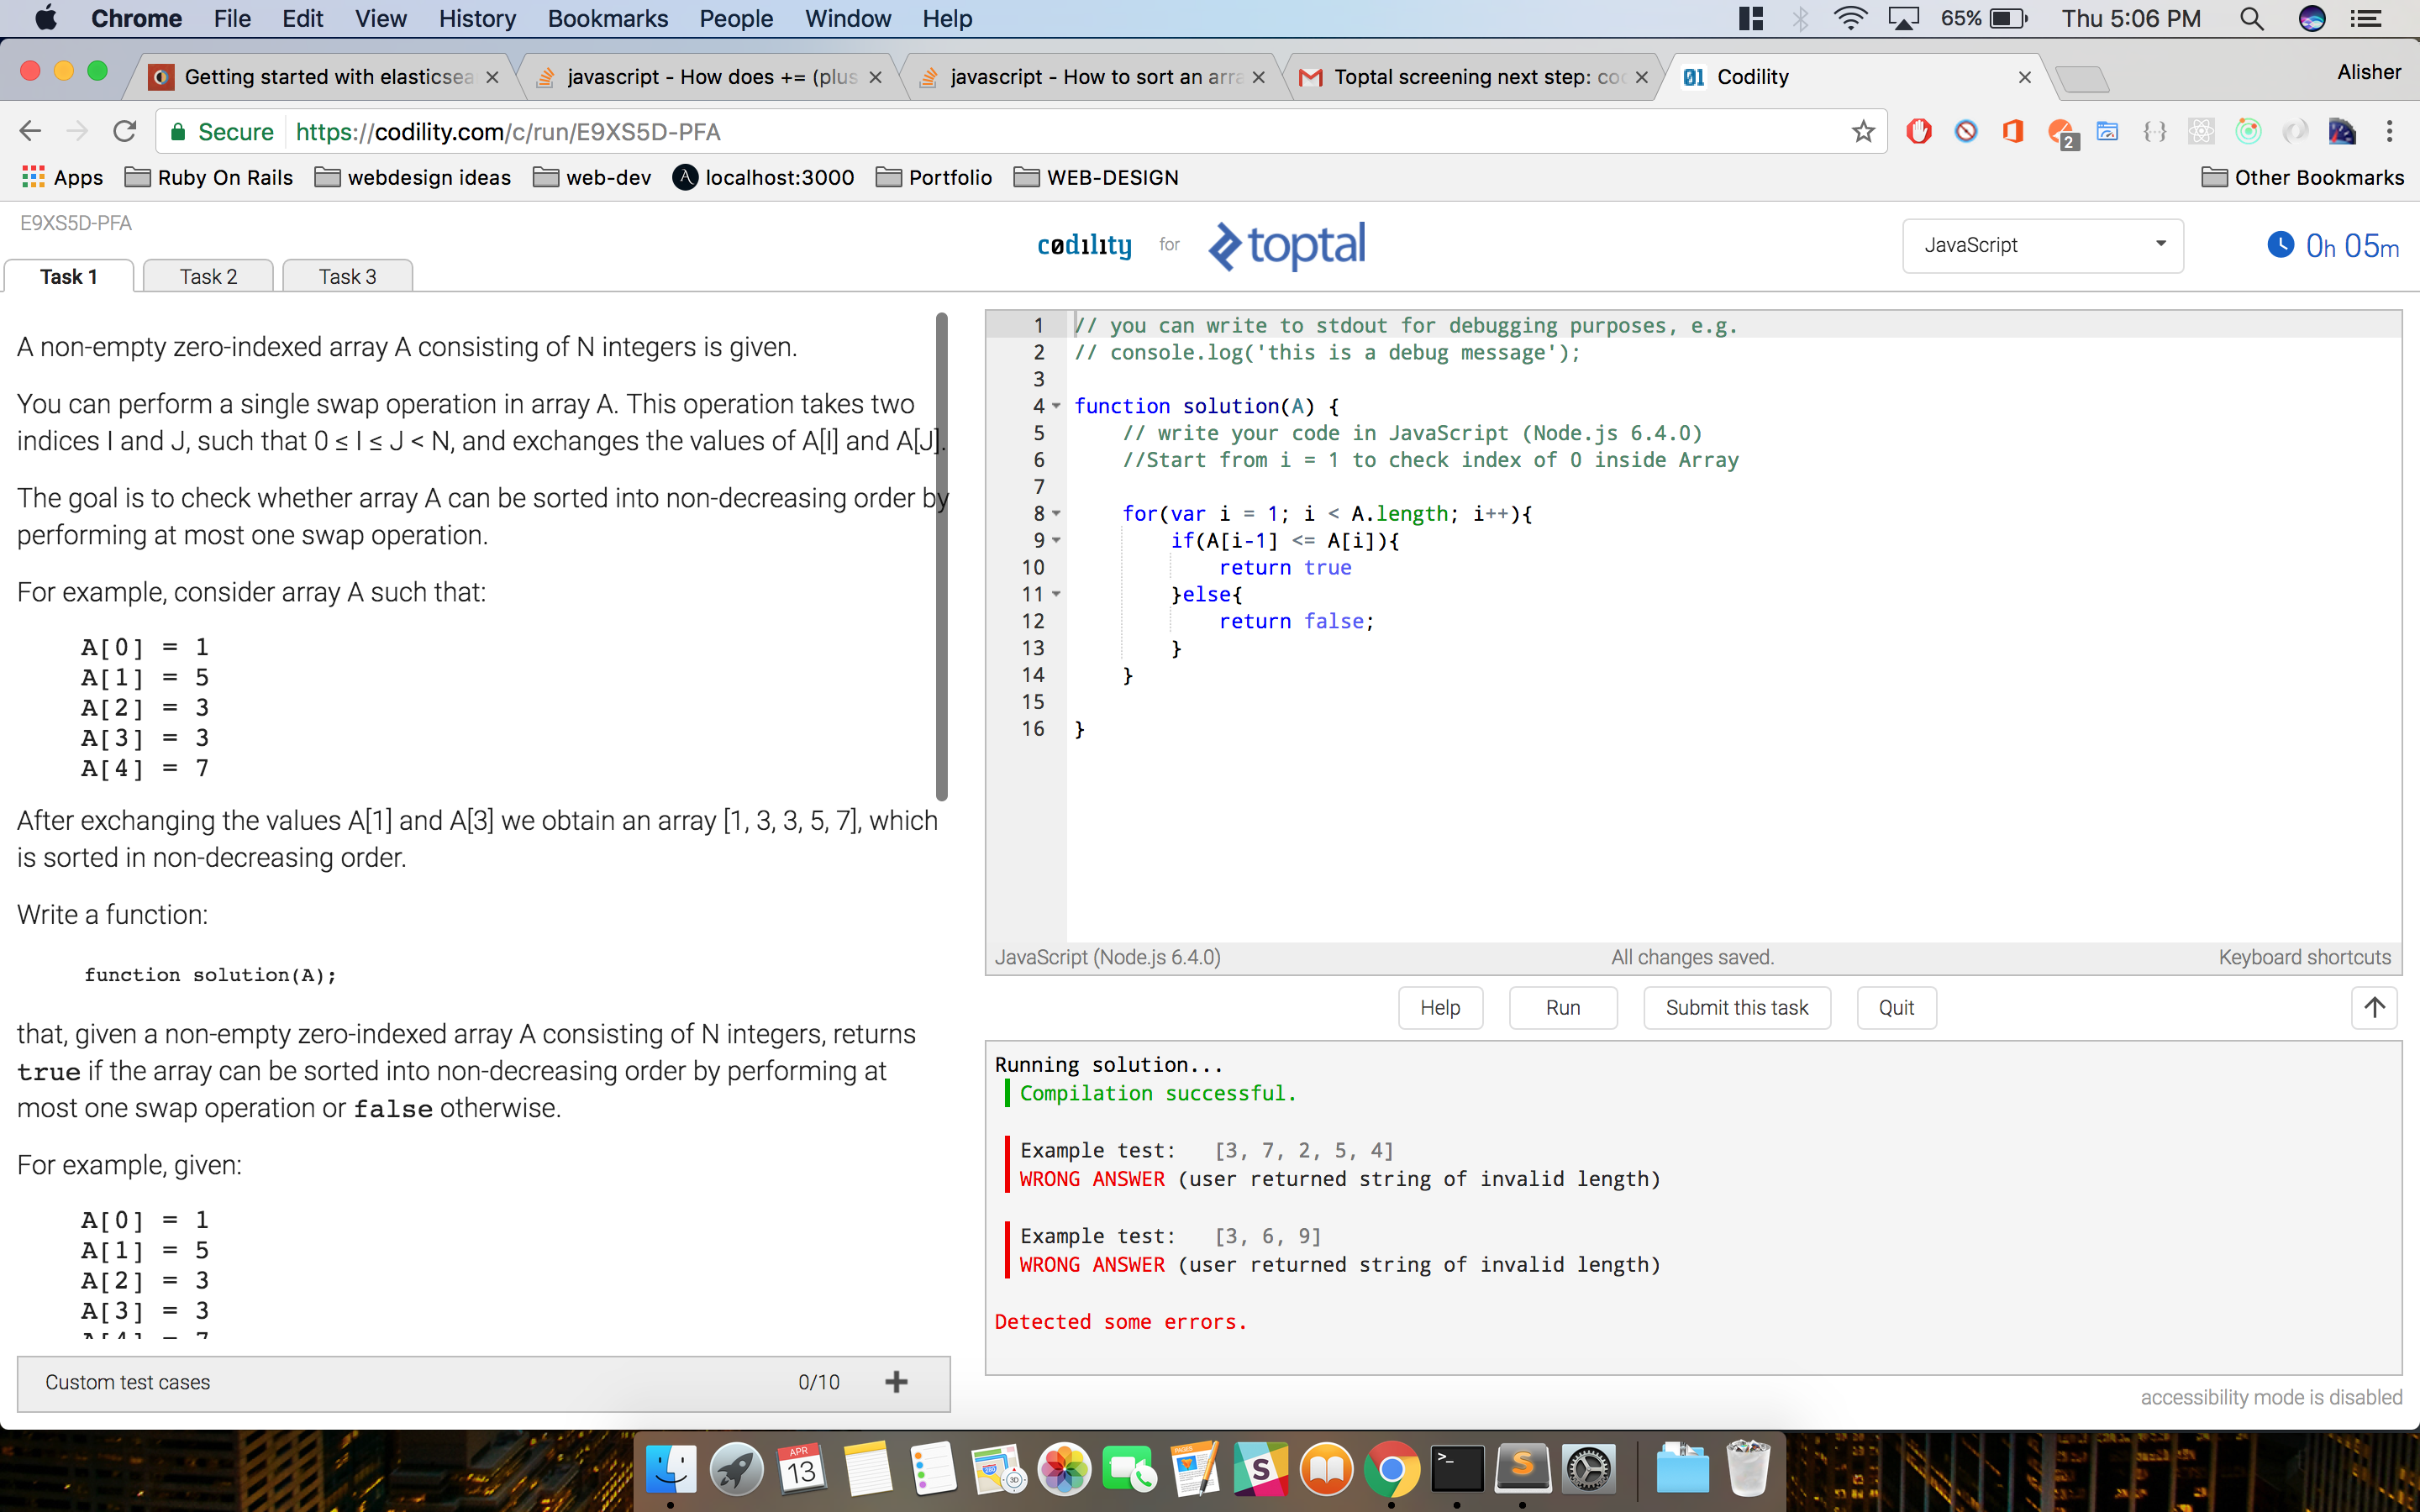 Chrome File Edit View History Bookmarks People Window Help 65% Thu 5:06 PM
Getting started with elasticsea
javascript - How does += (plus
javascript - How to sort an arra
Toptal screening next step: co
Codility
Alisher
Secure https://codility.com/c/run/E9XS5D-PFA
2
Apps Ruby On Rails webdesign ideas web-dev localhost:3000 Portfolio WEB-DESIGN Other Bookmarks
E9XS5D-PFA
codility for toptal
JavaScript
0h 05m
Task 1 Task 2 Task 3
A non-empty zero-indexed array A consisting of N integers is given.
You can perform a single swap operation in array A. This operation takes two
indices I and J, such that 0 ≤ I ≤ J < N, and exchanges the values of A[I] and A[J].
The goal is to check whether array A can be sorted into non-decreasing order by
performing at most one swap operation.
For example, consider array A such that:
A[0] = 1
A[1] = 5
A[2] = 3
A[3] = 3
A[4] = 7
After exchanging the values A[1] and A[3] we obtain an array [1, 3, 3, 5, 7], which
is sorted in non-decreasing order.
Write a function:
function solution(A);
that, given a non-empty zero-indexed array A consisting of N integers, returns
true if the array can be sorted into non-decreasing order by performing at
most one swap operation or false otherwise.
For example, given:
A[0] = 1
A[1] = 5
A[2] = 3
A[3] = 3
A[4] = 7
Custom test cases 0/10 +
1 // you can write to stdout for debugging purposes, e.g.
2 // console.log('this is a debug message');
3
4 function solution(A) {
5 // write your code in JavaScript (Node.js 6.4.0)
6 //Start from i = 1 to check index of 0 inside Array
7
8 for(var i = 1; i < A.length; i++){
9 if(A[i-1] <= A[i]){
10 return true
11 }else{
12 return false;
13 }
14 }
15
16 }
JavaScript (Node.js 6.4.0) All changes saved. Keyboard shortcuts
Help Run Submit this task Quit
Running solution...
Compilation successful.
Example test: [3, 7, 2, 5, 4]
WRONG ANSWER (user returned string of invalid length)
Example test: [3, 6, 9]
WRONG ANSWER (user returned string of invalid length)
Detected some errors.
accessibility mode is disabled
APR
13
3D
PAGES
S
>_
S